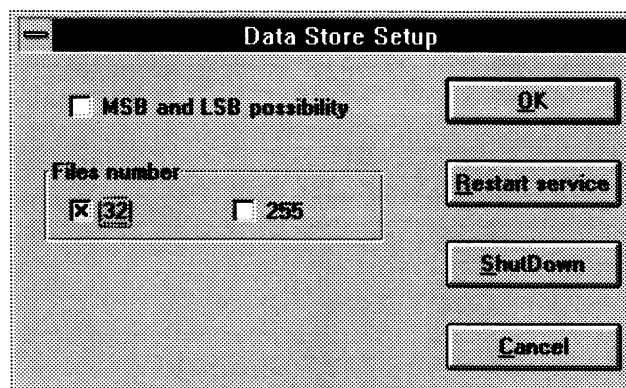 Data Store Setup
MSB and LSB possibility
OK
Files number
32
255
Restart service
ShutDown
Cancel